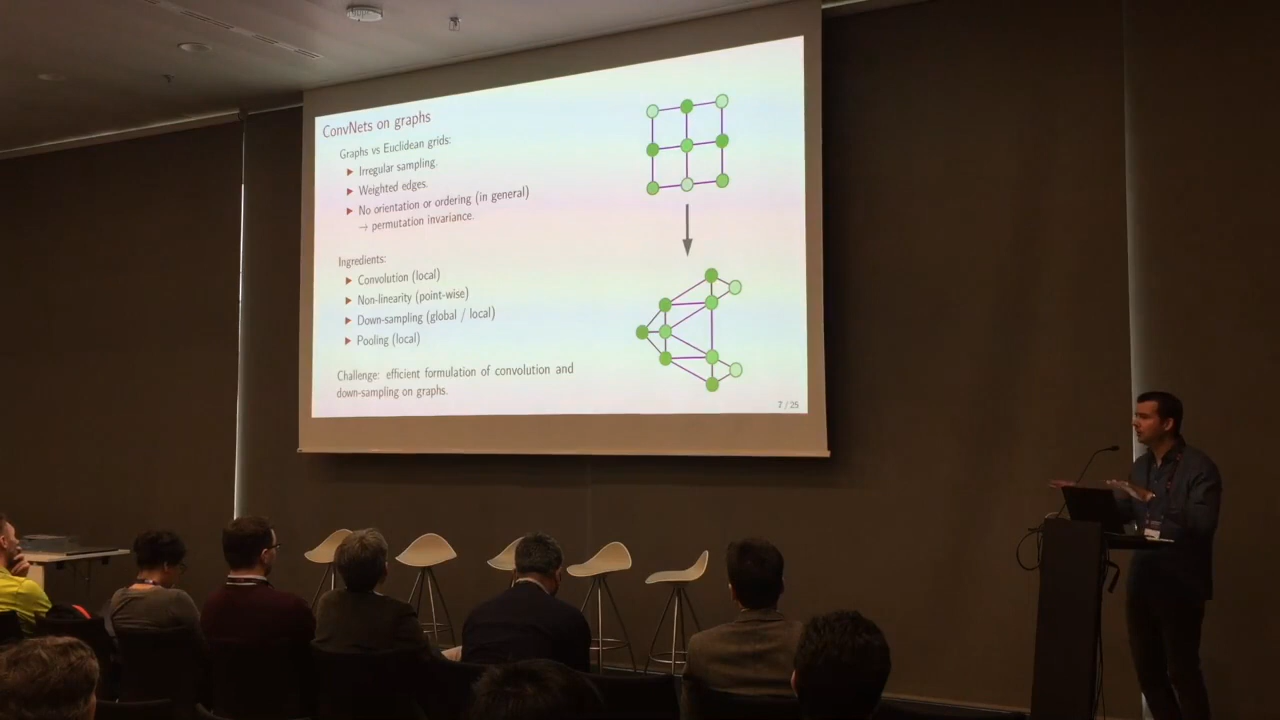 ConvNets on graphs
Graphs vs Euclidean grids:
▶ Irregular sampling.
▶ Weighted edges.
▶ No orientation or ordering (in general)
→ permutation invariance.
Ingredients:
▶ Convolution (local)
▶ Non-linearity (point-wise)
▶ Down-sampling (global / local)
▶ Pooling (local)
Challenge: efficient formulation of convolution and
down-sampling on graphs.
7 / 25